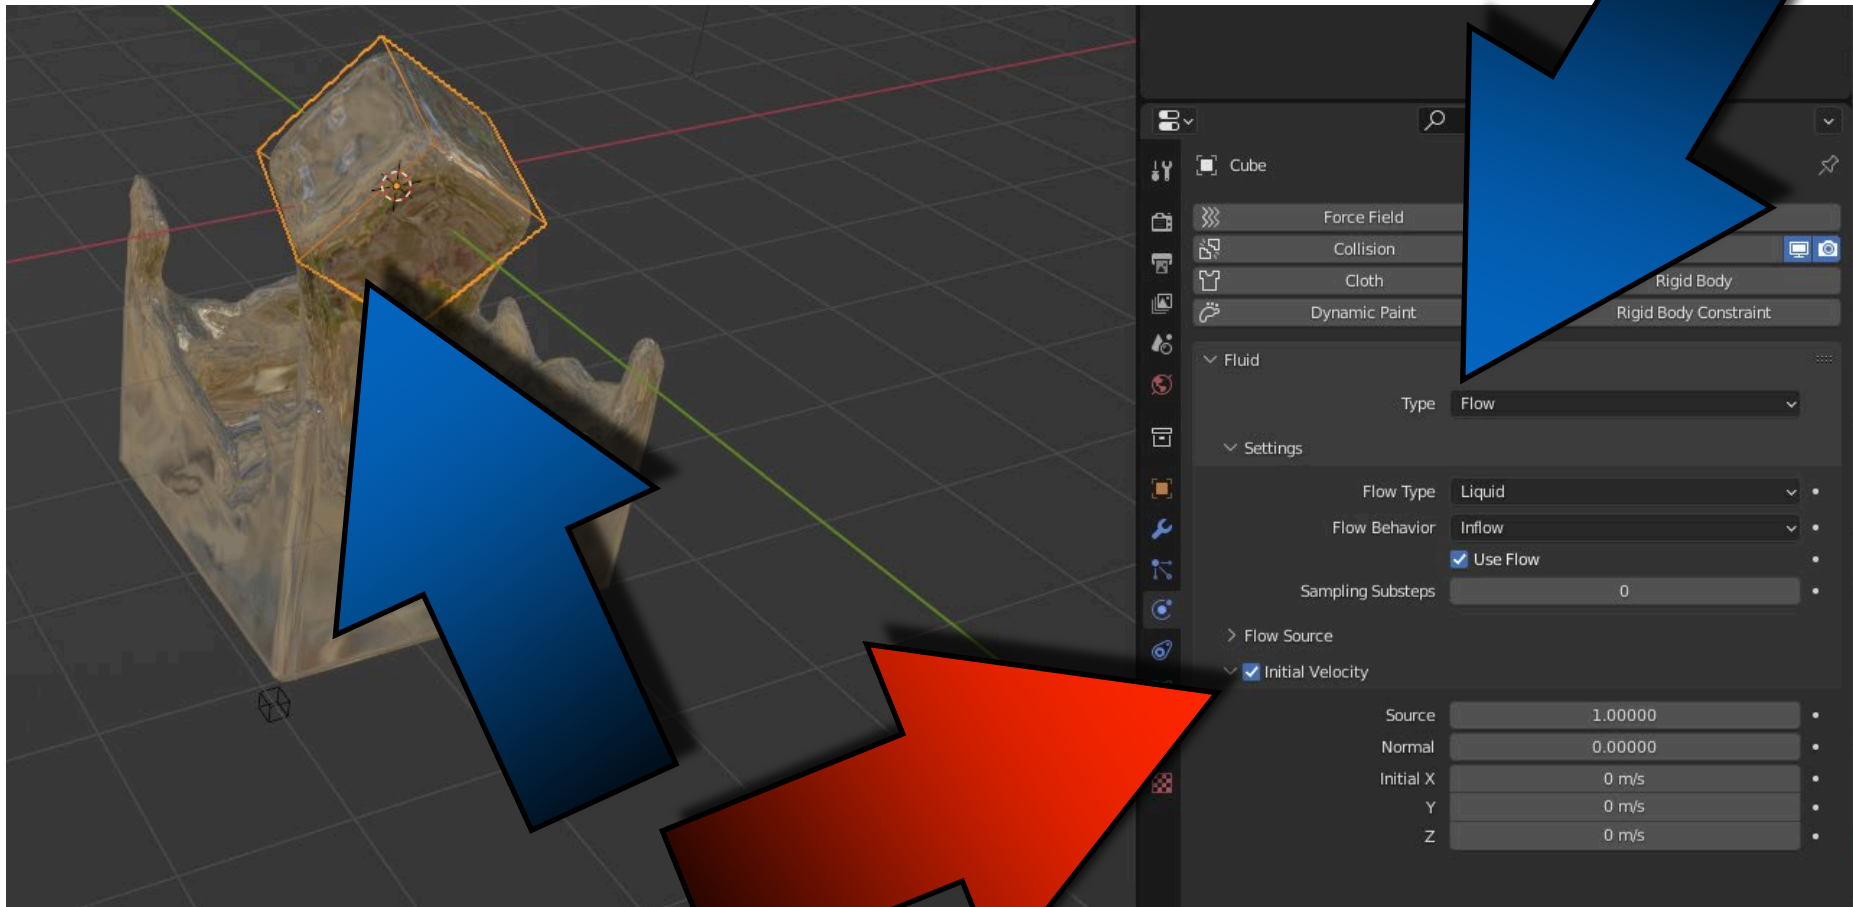 Cube
Force Field
Collision
Cloth
Rigid Body
Dynamic Paint
Rigid Body Constraint
Fluid
Type Flow
Settings
Flow Type Liquid
Flow Behavior Inflow
Use Flow
Sampling Substeps 0
Flow Source
Initial Velocity
Source 1.00000
Normal 0.00000
Initial X 0 m/s
Y 0 m/s
Z 0 m/s